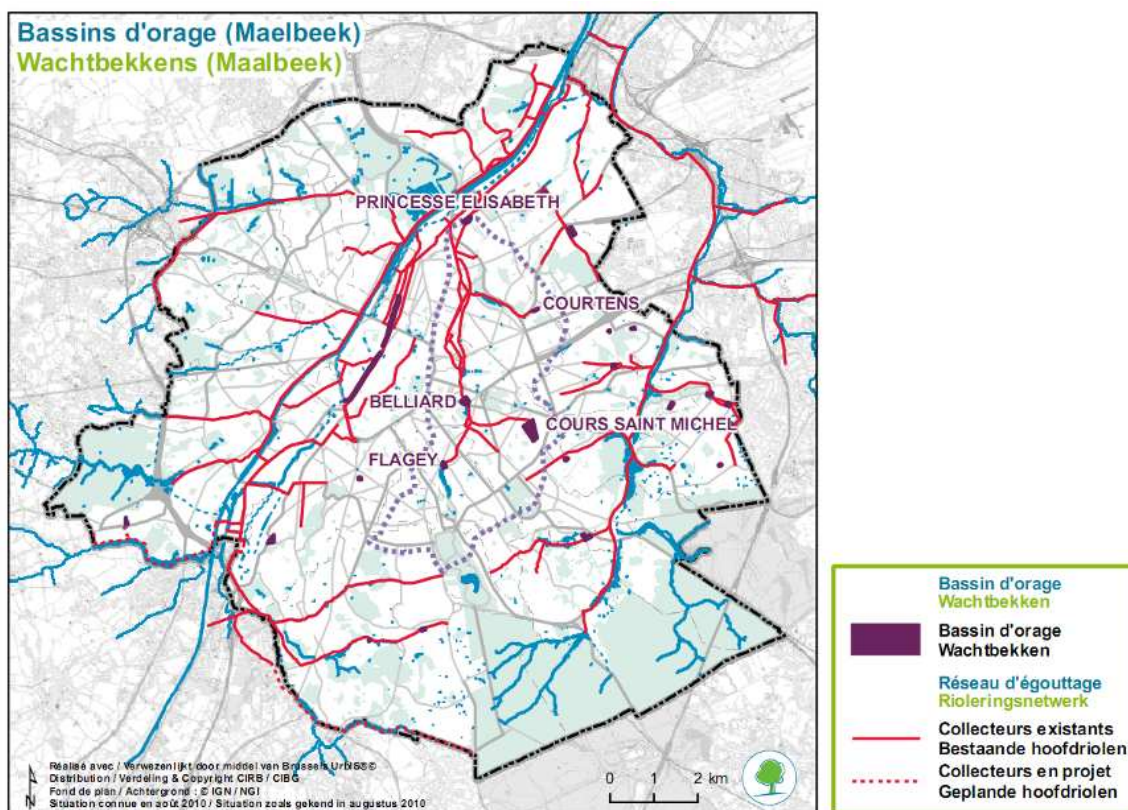 Bassins d'orage (Maelbeek)
Wachtbekkens (Maalbeek)
PRINCESSE ELISABETH
COURTENS
BELLIARD
COURS SAINT MICHEL
FLAGEY
Réalisé avec / Verwezenlijkt door middel van Brussels UrbIS®©
Distribution / Verdeling & Copyright CIRB / CIBG
Fond de plan / Achtergrond : © IGN / NGI
Situation connue en août 2010 / Situation zoals gekend in augustus 2010
0 1 2 km
Bassin d'orage
Wachtbekken
Bassin d'orage
Wachtbekken
Réseau d'égouttage
Rioleringsnetwerk
Collecteurs existants
Bestaande hoofdriolen
Collecteurs en projet
Geplande hoofdriolen